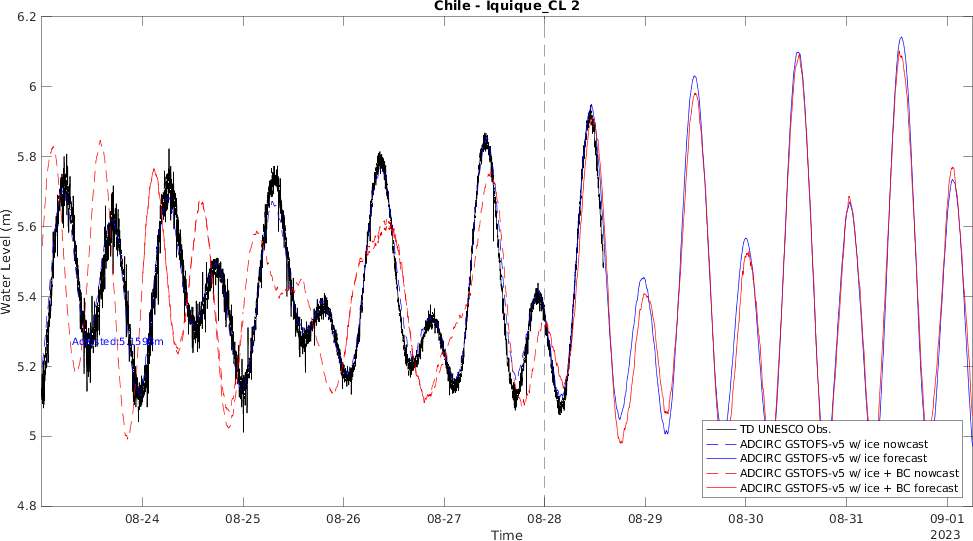 Chile - Iquique_CL 2
6.2
6
5.8
5.6
5.4
5.2
5
4.8
Water Level (m)
08-24
08-25
08-26
08-27
08-28
08-29
08-30
08-31
09-01
2023
Time
TD UNESCO Obs.
ADCIRC GSTOFS-v5 w/ ice nowcast
ADCIRC GSTOFS-v5 w/ ice forecast
ADCIRC GSTOFS-v5 w/ ice + BC nowcast
ADCIRC GSTOFS-v5 w/ ice + BC forecast